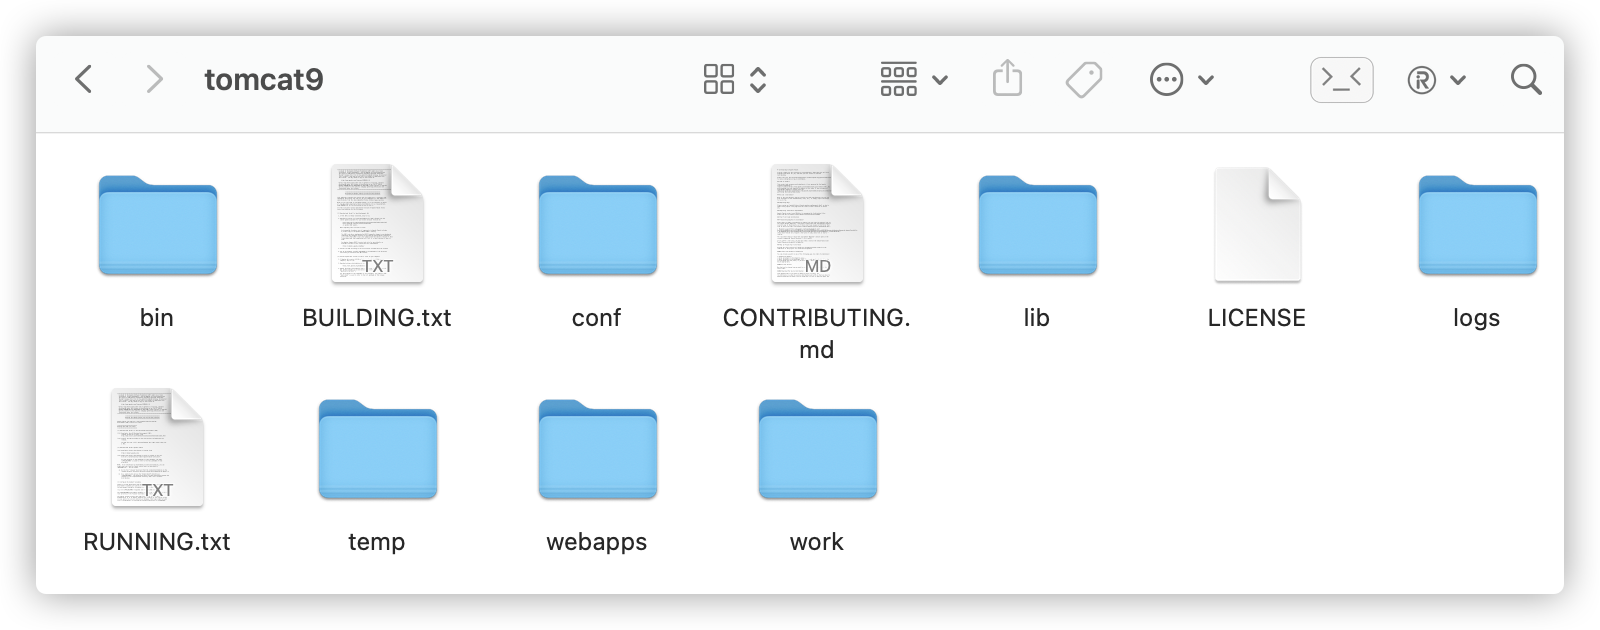 tomcat9
bin
BUILDING.txt
conf
CONTRIBUTING.
md
lib
LICENSE
logs
RUNNING.txt
temp
webapps
work
TXT
MD
TXT